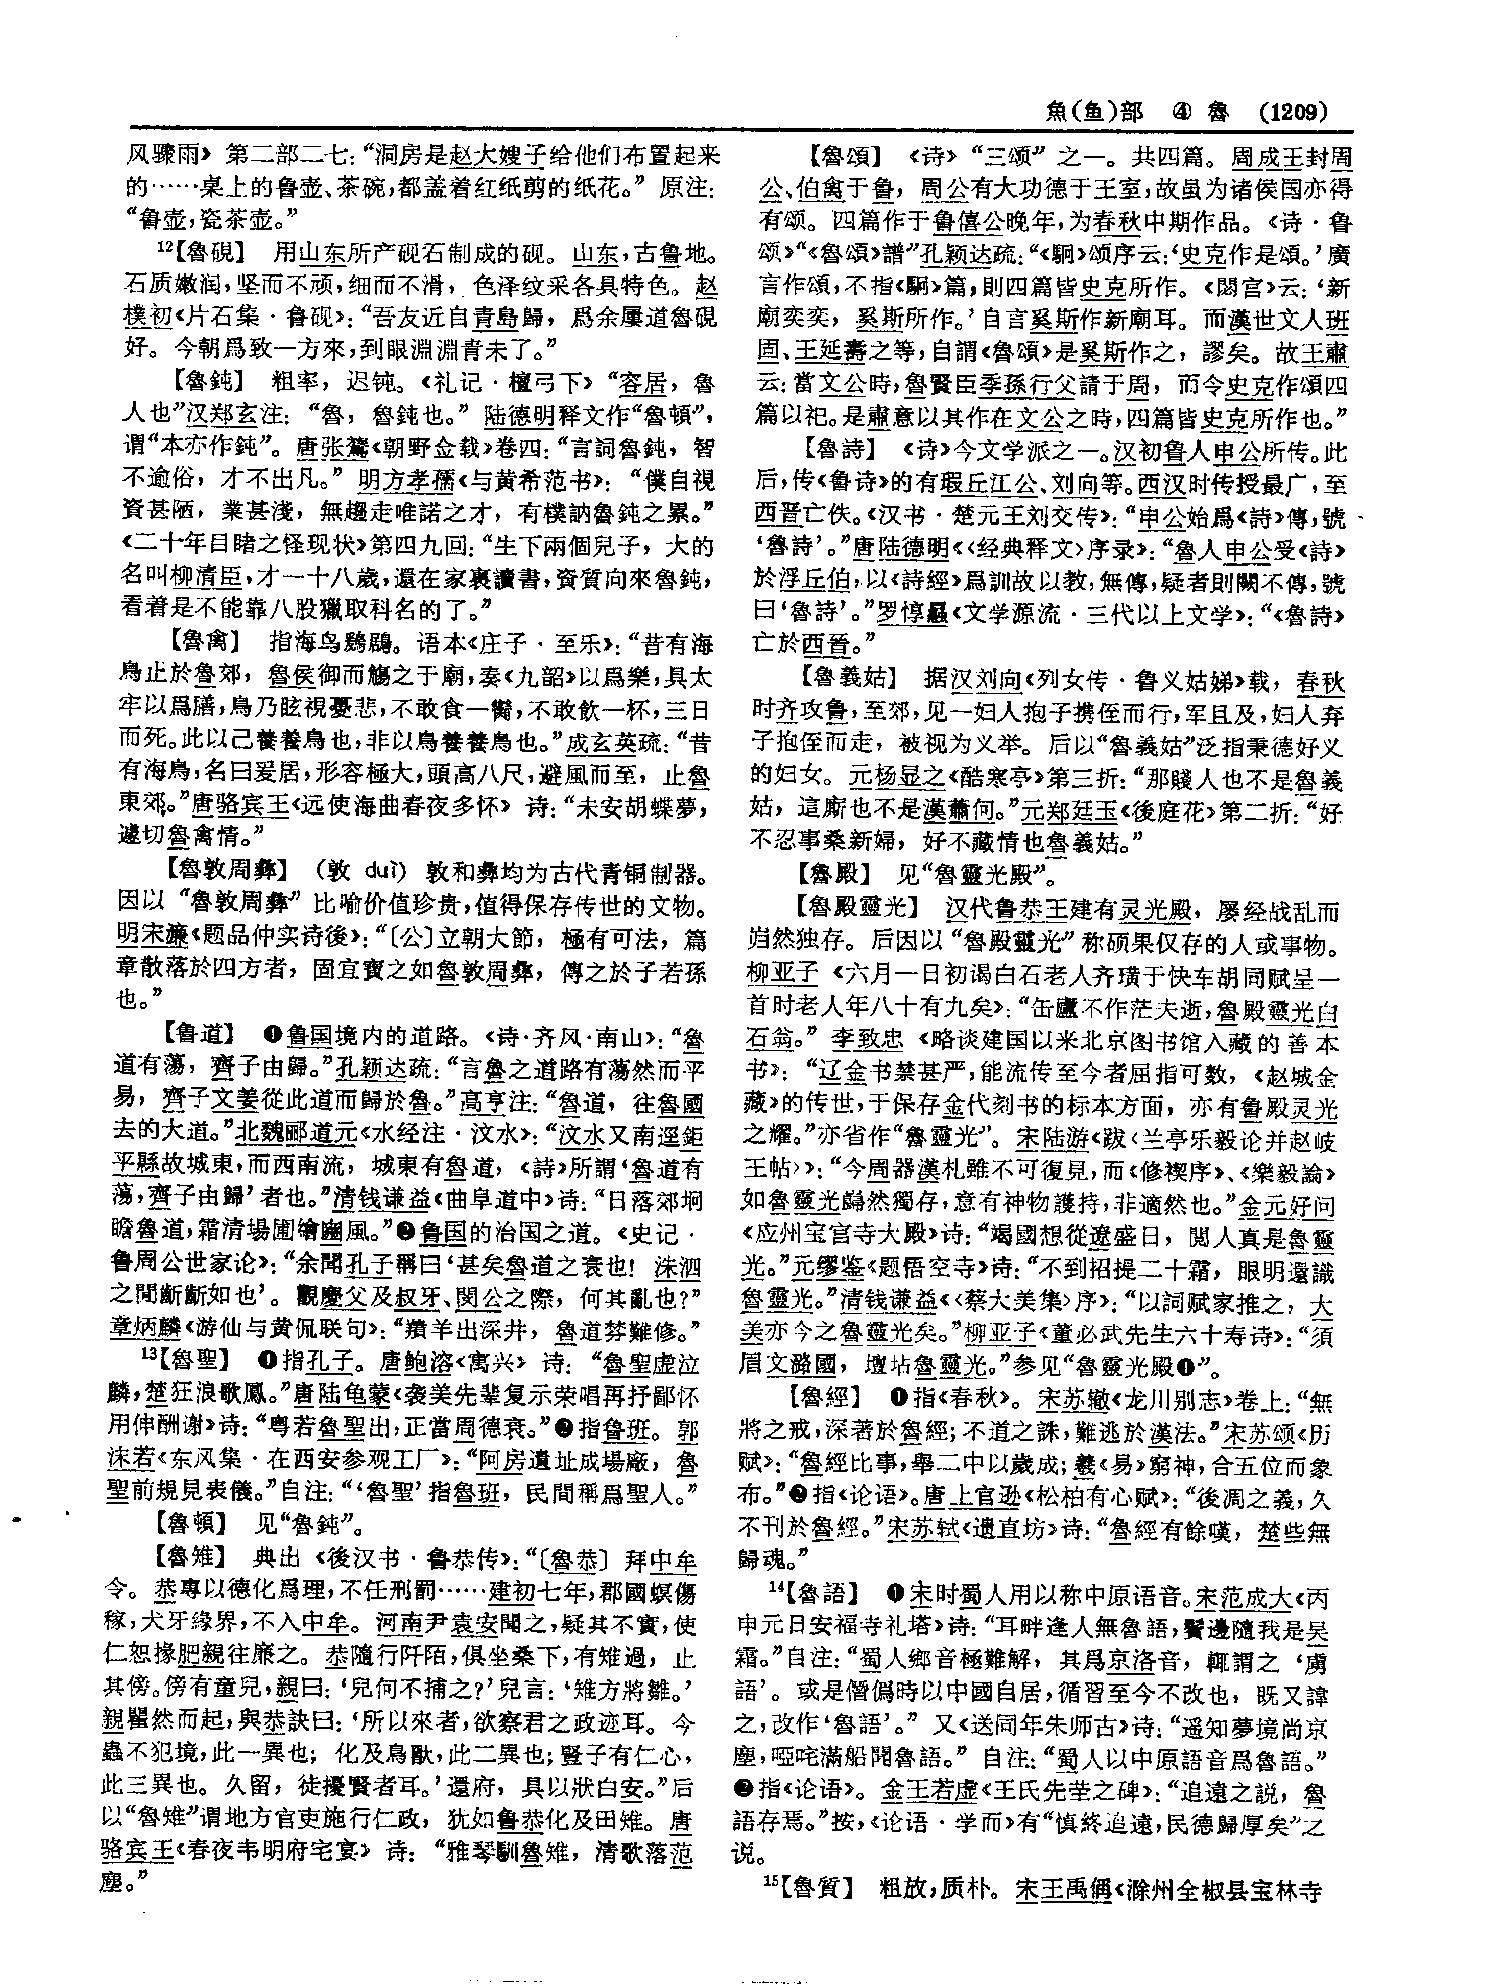 魚(鱼)部 ④ 魯 (1209)
风骤雨》第二部二七:“洞房是赵大嫂子给他们布置起来
的……桌上的鲁壶、茶碗,都盖着红纸剪的纸花。”原注:
“鲁壶,瓷茶壶。”
12【魯硯】 用山东所产砚石制成的砚。山东,古鲁地。
石质嫩润,坚而不顽,细而不滑,色泽纹采各具特色。赵
樸初《片石集·鲁砚》:“吾友近自青島歸,爲余屢道魯硯
好。今朝爲致一方來,到眼淵淵青未了。”
【魯鈍】 粗率,迟钝。《礼记·檀弓下》“容居,魯
人也”汉郑玄注:“魯,魯鈍也。”陆德明释文作“魯頓”,
谓“本亦作鈍”。唐张鷟《朝野佥载》卷四:“言詞魯鈍,智
不逾俗,才不出凡。”明方孝孺《与黄希范书》:“僕自視
資甚陋,業甚淺,無趨走唯諾之才,有樸訥魯鈍之累。”
《二十年目睹之怪现状》第四九回:“生下兩個兒子,大的
名叫柳清臣,才一十八歲,還在家裏讀書,資質向來魯鈍,
看着是不能靠八股獵取科名的了。”
【魯禽】 指海鸟鶢鶋。语本《庄子·至乐》:“昔有海
鳥止於魯郊,魯侯御而觴之于廟,奏《九韶》以爲樂,具太
牢以爲膳,鳥乃眩視憂悲,不敢食一臠,不敢飲一杯,三日
而死。此以己養養鳥也,非以鳥養養鳥也。”成玄英疏:“昔
有海鳥,名曰爰居,形容極大,頭高八尺,避風而至,止魯
東郊。”唐骆宾王《远使海曲春夜多怀》诗:“未安胡蝶夢,
遽切魯禽情。”
【魯敦周彝】 (敦 duì) 敦和彝均为古代青铜制器。
因以“魯敦周彝”比喻价值珍贵,值得保存传世的文物。
明宋濂《题品仲实诗後》:“〔公〕立朝大節,極有可法,篇
章散落於四方者,固宜寶之如魯敦周彝,傳之於子若孫
也。”
【魯道】 ❶鲁国境内的道路。《诗·齐风·南山》:“魯
道有蕩,齊子由歸。”孔颖达疏:“言魯之道路有蕩然而平
易,齊子文姜從此道而歸於魯。”高亨注:“魯道,往魯國
去的大道。”北魏郦道元《水经注·汶水》:“汶水又南逕鉅
平縣故城東,而西南流,城東有魯道,《詩》所謂‘魯道有
蕩,齊子由歸’者也。”清钱谦益《曲阜道中》诗:“日落郊坰
瞻魯道,霜清場圃繪豳風。”❷鲁国的治国之道。《史记·
鲁周公世家论》:“余聞孔子稱曰‘甚矣魯道之衰也!洙泗
之間齗齗如也’。觀慶父及叔牙、閔公之際,何其亂也?”
章炳麟《游仙与黄侃联句》:“羵羊出深井,魯道棼難修。”
13【魯聖】 ❶指孔子。唐鲍溶《寓兴》诗:“魯聖虚泣
麟,楚狂浪歌鳳。”唐陆龟蒙《袭美先辈复示荣唱再抒鄙怀
用伸酬谢》诗:“粤若魯聖出,正當周德衰。”❷指鲁班。郭
沫若《东风集·在西安参观工厂》:“阿房遺址成場廠,魯
聖前規見表儀。”自注:“‘魯聖’指魯班,民間稱爲聖人。”
【魯頓】 见“魯鈍”。
【魯雉】 典出《後汉书·鲁恭传》:“〔魯恭〕拜中牟
令。恭專以德化爲理,不任刑罰……建初七年,郡國螟傷
稼,犬牙緣界,不入中牟。河南尹袁安聞之,疑其不實,使
仁恕掾肥親往廉之。恭隨行阡陌,俱坐桑下,有雉過,止
其傍。傍有童兒,親曰:‘兒何不捕之?’兒言:‘雉方將雛。’
親瞿然而起,與恭訣曰:‘所以來者,欲察君之政迹耳。今
蟲不犯境,此一異也;化及鳥獸,此二異也;豎子有仁心,
此三異也。久留,徒擾賢者耳。’還府,具以狀白安。”后
以“魯雉”谓地方官吏施行仁政,犹如鲁恭化及田雉。唐
骆宾王《春夜韦明府宅宴》诗:“雅琴馴魯雉,清歌落范
塵。”
【魯頌】 《诗》“三颂”之一。共四篇。周成王封周
公、伯禽于鲁,周公有大功德于王室,故虽为诸侯国亦得
有颂。四篇作于鲁僖公晚年,为春秋中期作品。《诗·鲁
颂》“《魯頌》譜”孔颖达疏:“《駉》颂序云:‘史克作是頌。’廣
言作頌,不指《駉》篇,則四篇皆史克所作。《閟宫》云:‘新
廟奕奕,奚斯所作。’自言奚斯作新廟耳。而漢世文人班
固、王延壽之等,自謂《魯頌》是奚斯作之,謬矣。故王肅
云:當文公時,魯賢臣季孫行父請于周,而令史克作頌四
篇以祀。是肅意以其作在文公之時,四篇皆史克所作也。”
【魯詩】 《诗》今文学派之一。汉初鲁人申公所传。此
后,传《鲁诗》的有瑕丘江公、刘向等。西汉时传授最广,至
西晋亡佚。《汉书·楚元王刘交传》:“申公始爲《詩》傳,號
‘魯詩’。”唐陆德明《〈经典释文〉序录》:“魯人申公受《詩》
於浮丘伯,以《詩經》爲訓故以教,無傳,疑者則闕不傳,號
曰‘魯詩’。”罗惇曧《文学源流·三代以上文学》:“《魯詩》
亡於西晉。”
【魯義姑】 据汉刘向《列女传·鲁义姑姊》载,春秋
时齐攻鲁,至郊,见一妇人抱子携侄而行,军且及,妇人弃
子抱侄而走,被视为义举。后以“魯義姑”泛指秉德好义
的妇女。元杨显之《酷寒亭》第三折:“那賤人也不是魯義
姑,這廝也不是漢蕭何。”元郑廷玉《後庭花》第二折:“好
不忍事桑新婦,好不藏情也魯義姑。”
【魯殿】 见“魯靈光殿”。
【魯殿靈光】 汉代鲁恭王建有灵光殿,屡经战乱而
岿然独存。后因以“魯殿靈光”称硕果仅存的人或事物。
柳亚子《六月一日初谒白石老人齐璜于快车胡同赋呈一
首时老人年八十有九矣》:“缶廬不作茫夫逝,魯殿靈光白
石翁。”李致忠《略谈建国以来北京图书馆入藏的善本
书》:“辽金书禁甚严,能流传至今者屈指可数,《赵城金
藏》的传世,于保存金代刻书的标本方面,亦有鲁殿灵光
之耀。”亦省作“魯靈光”。宋陆游《跋〈兰亭乐毅论并赵岐
王帖〉》:“今周器漢札雖不可復見,而《修禊序》、《樂毅論》
如魯靈光巋然獨存,意有神物護持,非適然也。”金元好问
《应州宝宫寺大殿》诗:“竭國想從遼盛日,閲人真是魯靈
光。”元缪鉴《题悟空寺》诗:“不到招提二十霜,眼明還識
魯靈光。”清钱谦益《〈蔡大美集〉序》:“以詞賦家推之,大
美亦今之魯靈光矣。”柳亚子《董必武先生六十寿诗》:“須
眉文潞國,壇坫魯靈光。”参见“魯靈光殿❶”。
【魯經】 ❶指《春秋》。宋苏辙《龙川别志》卷上:“無
將之戒,深著於魯經;不道之誅,難逃於漢法。”宋苏颂《历
赋》:“魯經比事,舉二中以歲成;羲《易》窮神,合五位而象
布。”❷指《论语》。唐上官逊《松柏有心赋》:“後凋之義,久
不刊於魯經。”宋苏轼《遗直坊》诗:“魯經有餘嘆,楚些無
歸魂。”
14【魯語】 ❶宋时蜀人用以称中原语音。宋范成大《丙
申元日安福寺礼塔》诗:“耳畔逢人無魯語,鬢邊隨我是吴
霜。”自注:“蜀人鄉音極難解,其爲京洛音,輒謂之‘虜
語’。或是僭僞時以中國自居,循習至今不改也,既又諱
之,改作‘魯語’。”又《送同年朱师古》诗:“遥知夢境尚京
塵,啞咤滿船聞魯語。”自注:“蜀人以中原語音爲魯語。”
❷指《论语》。金王若虚《王氏先茔之碑》:“追遠之説,魯
語存焉。”按,《论语·学而》有“慎終追遠,民德歸厚矣”之
说。
15【魯質】 粗放,质朴。宋王禹偁《滁州全椒县宝林寺